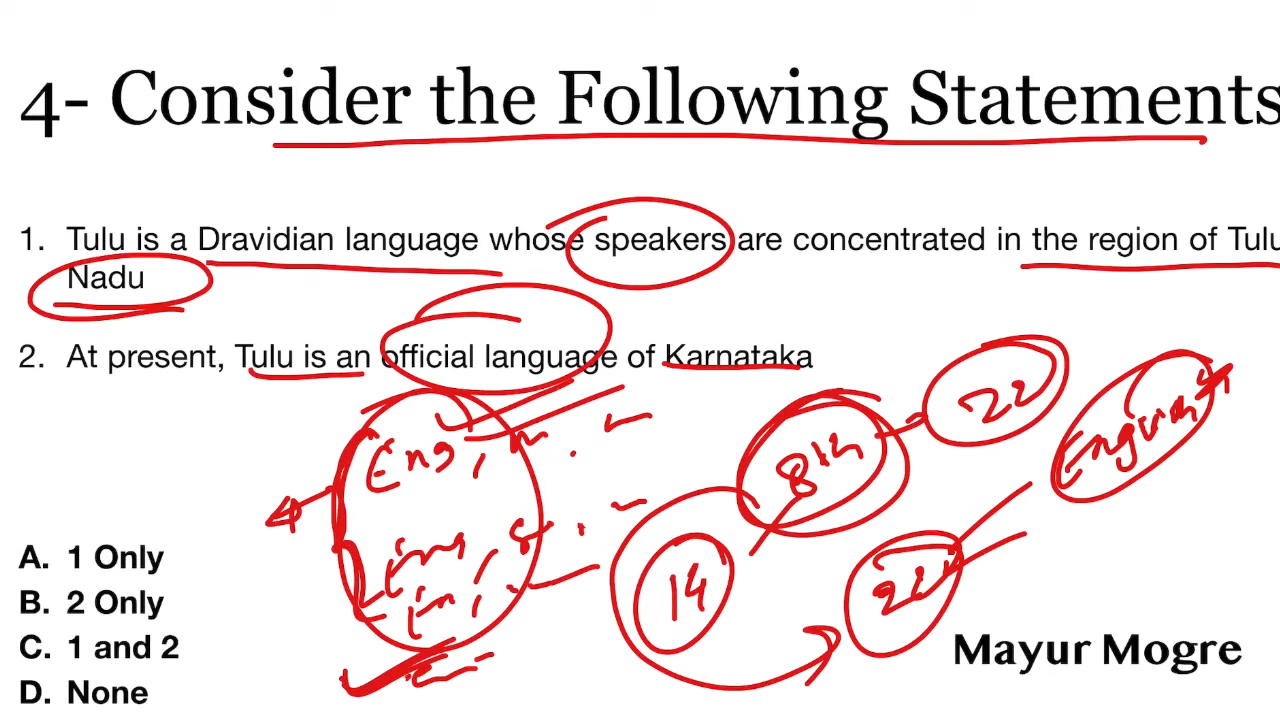 4- Consider the Following Statements
1. Tulu is a Dravidian language whose speakers are concentrated in the region of Tulu
Nadu
2. At present, Tulu is an official language of Karnataka
Eng,
8th
22
14
A. 1 Only
B. 2 Only
C. 1 and 2
D. None
Mayur Mogre